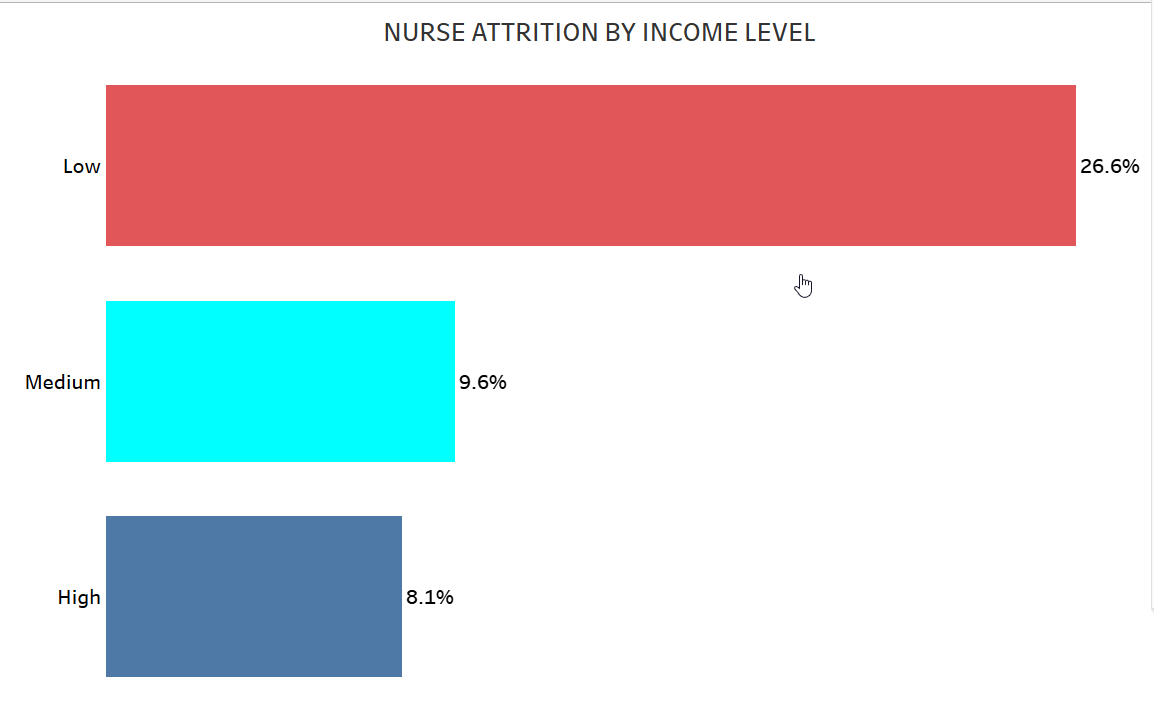 NURSE ATTRITION BY INCOME LEVEL
Low 26.6%
Medium 9.6%
High 8.1%